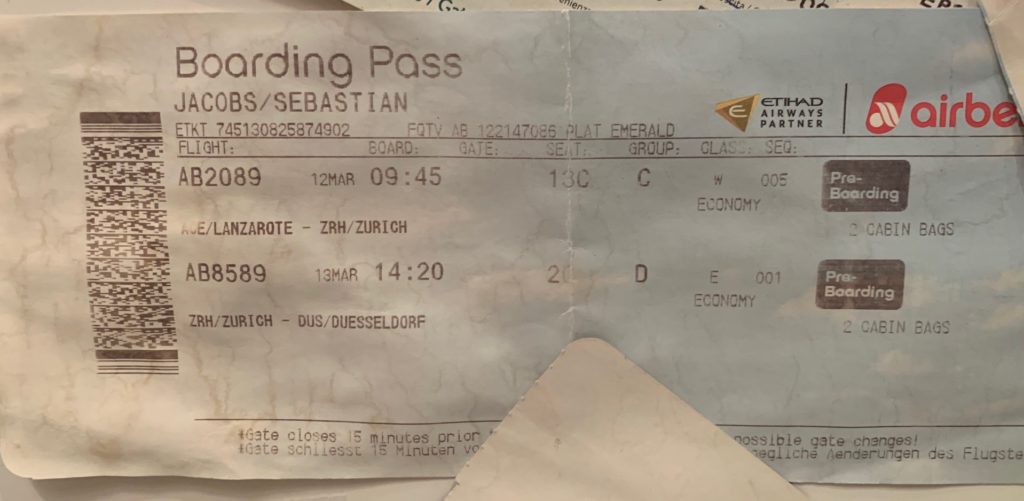 Boarding Pass
JACOBS/SEBASTIAN
ETIHAD
AIRWAYS
PARTNER
airbe
ETKT 745130825874902 FQTV AB 122147086 PLAT EMERALD
FLIGHT: BOARD: GATE: SEAT: GROUP: CLASS: SEQ:
AB2089 12MAR 09:45 13C C W 005 Pre-Boarding
ECONOMY
/LANZAROTE - ZRH/ZURICH 2 CABIN BAGS
AB8589 13MAR 14:20 D E 001 Pre-Boarding
ECONOMY
ZRH/ZURICH - DUS/DUESSELDORF 2 CABIN BAGS
*Gate closes 15 minutes prior possible gate changes!
*Gate schliesst 15 Minuten Aenderungen des Flugste